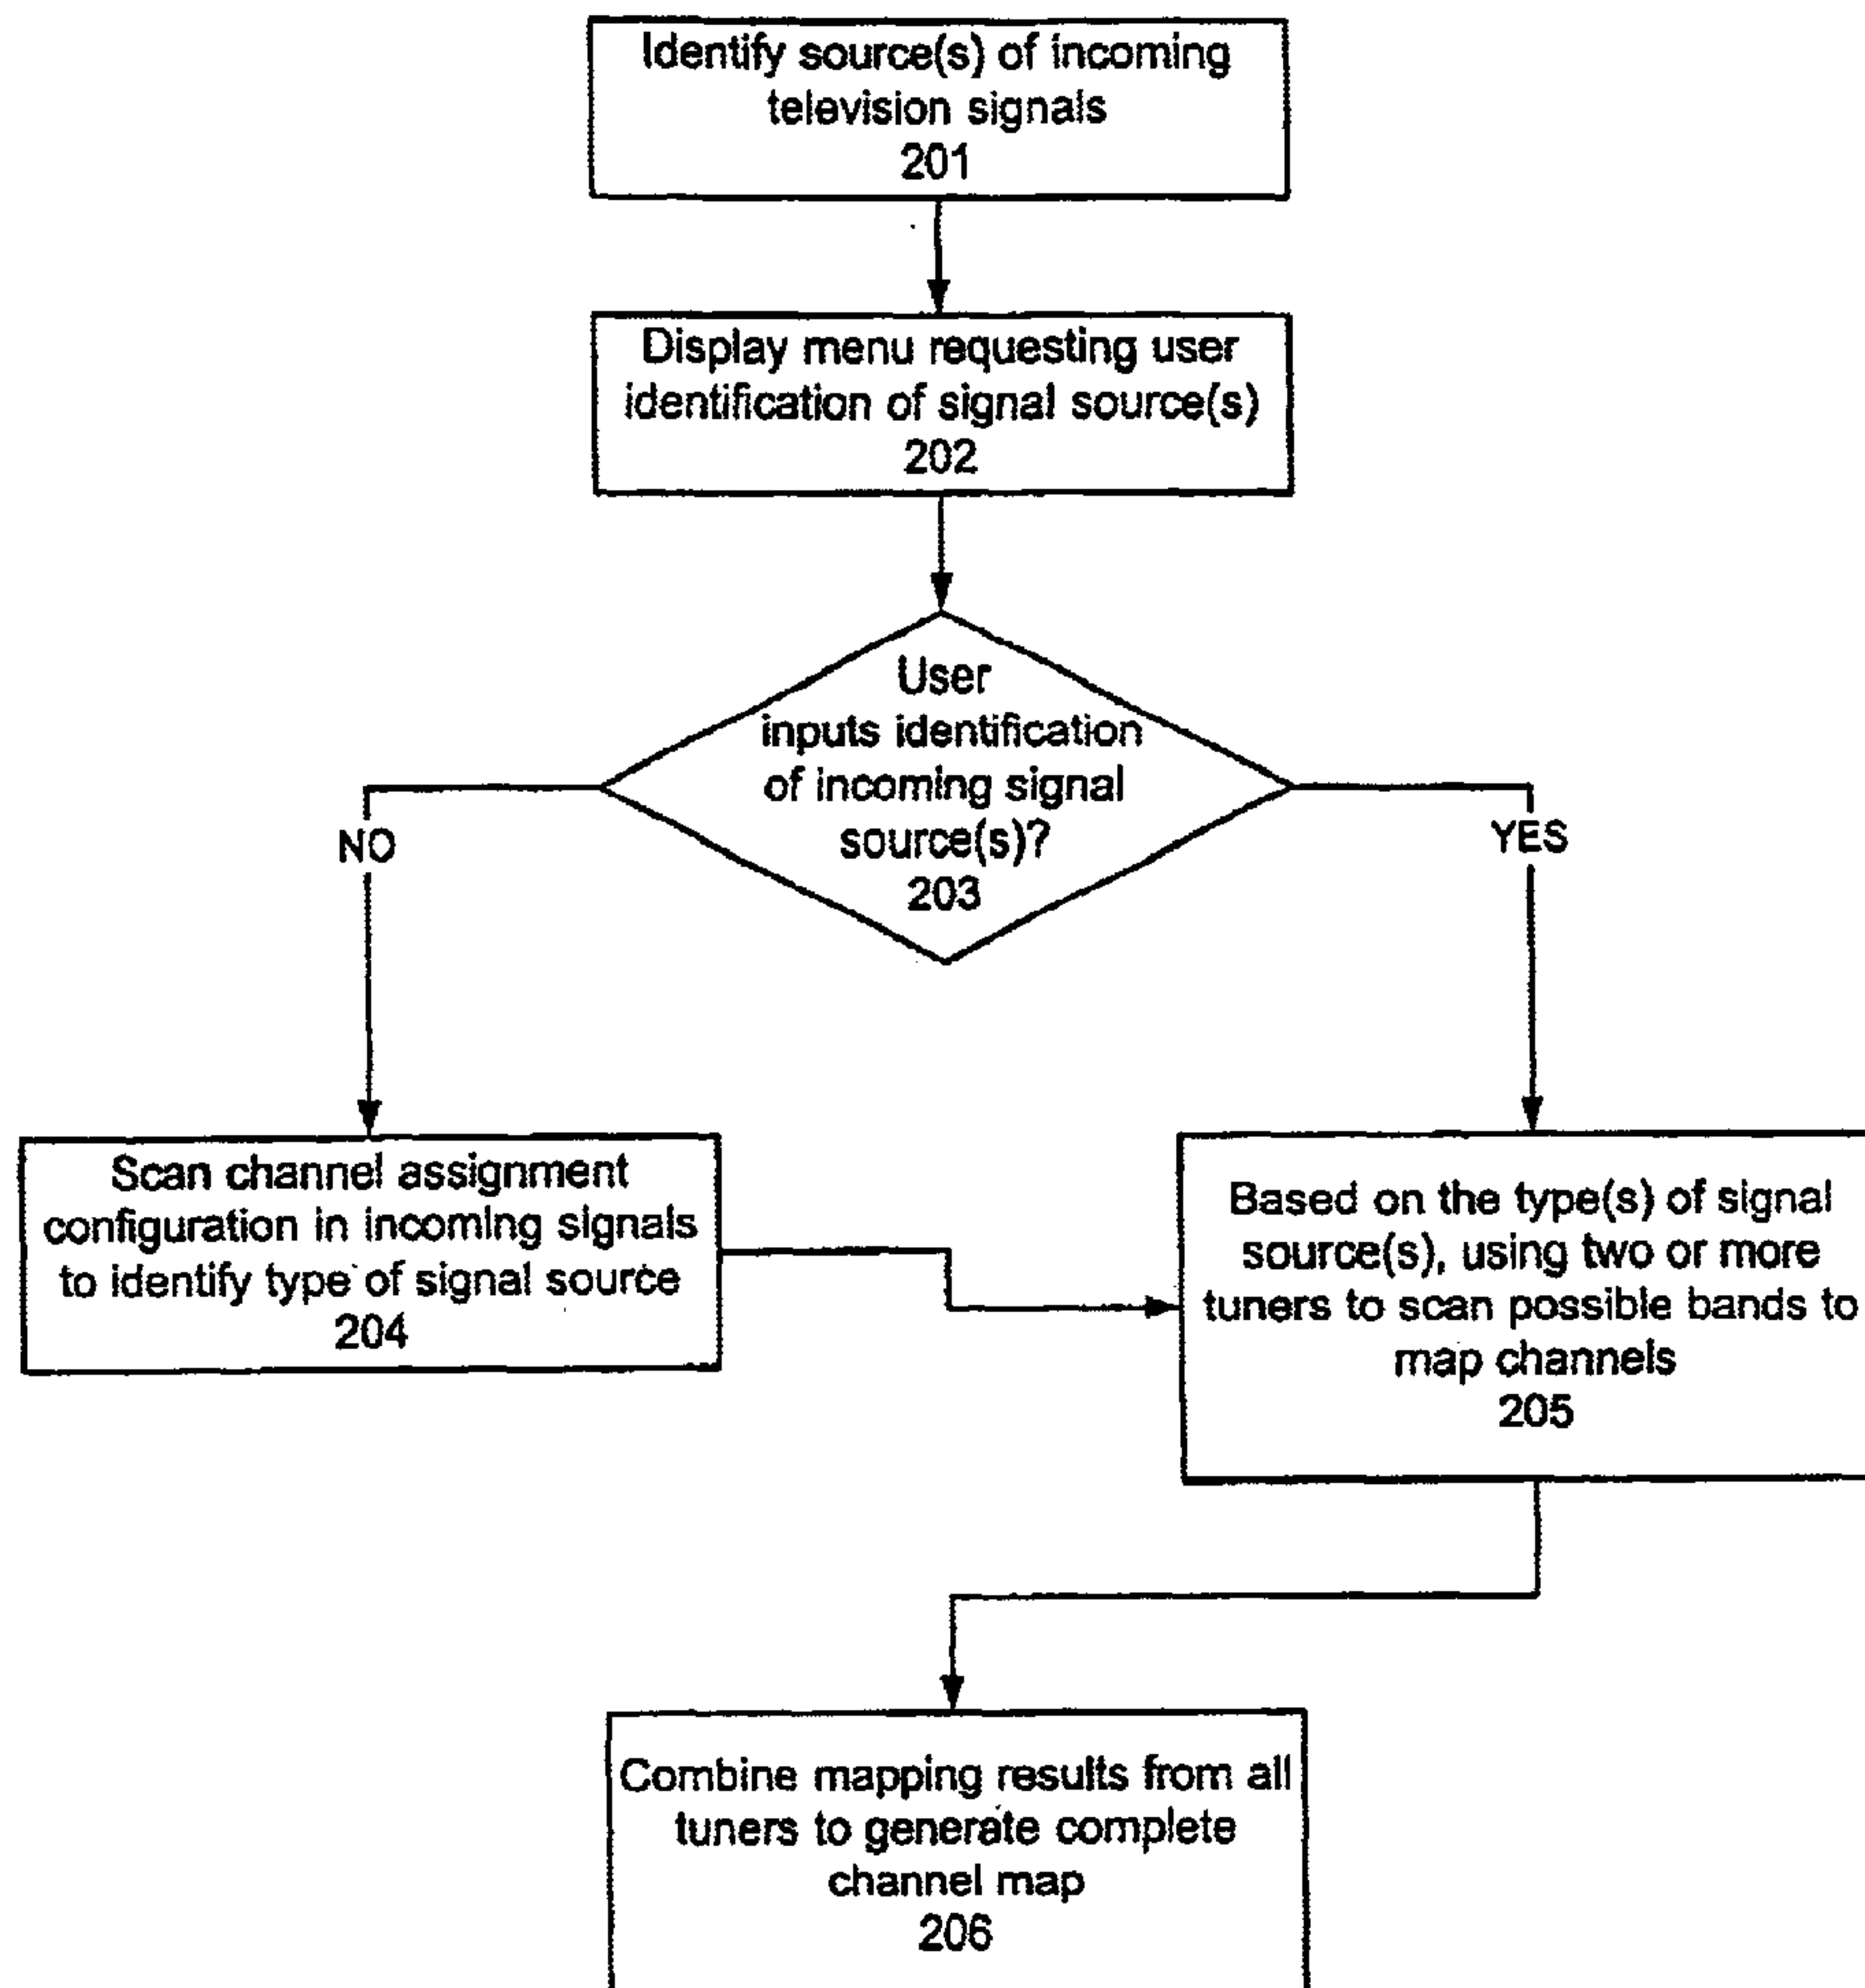 Identify source(s) of incoming
television signals
201
Display menu requesting user
identification of signal source(s)
202
User
inputs identification
of incoming signal
source(s)?
203
NO
YES
Scan channel assignment
configuration in incoming signals
to identify type of signal source
204
Based on the type(s) of signal
source(s), using two or more
tuners to scan possible bands to
map channels
205
Combine mapping results from all
tuners to generate complete
channel map
206